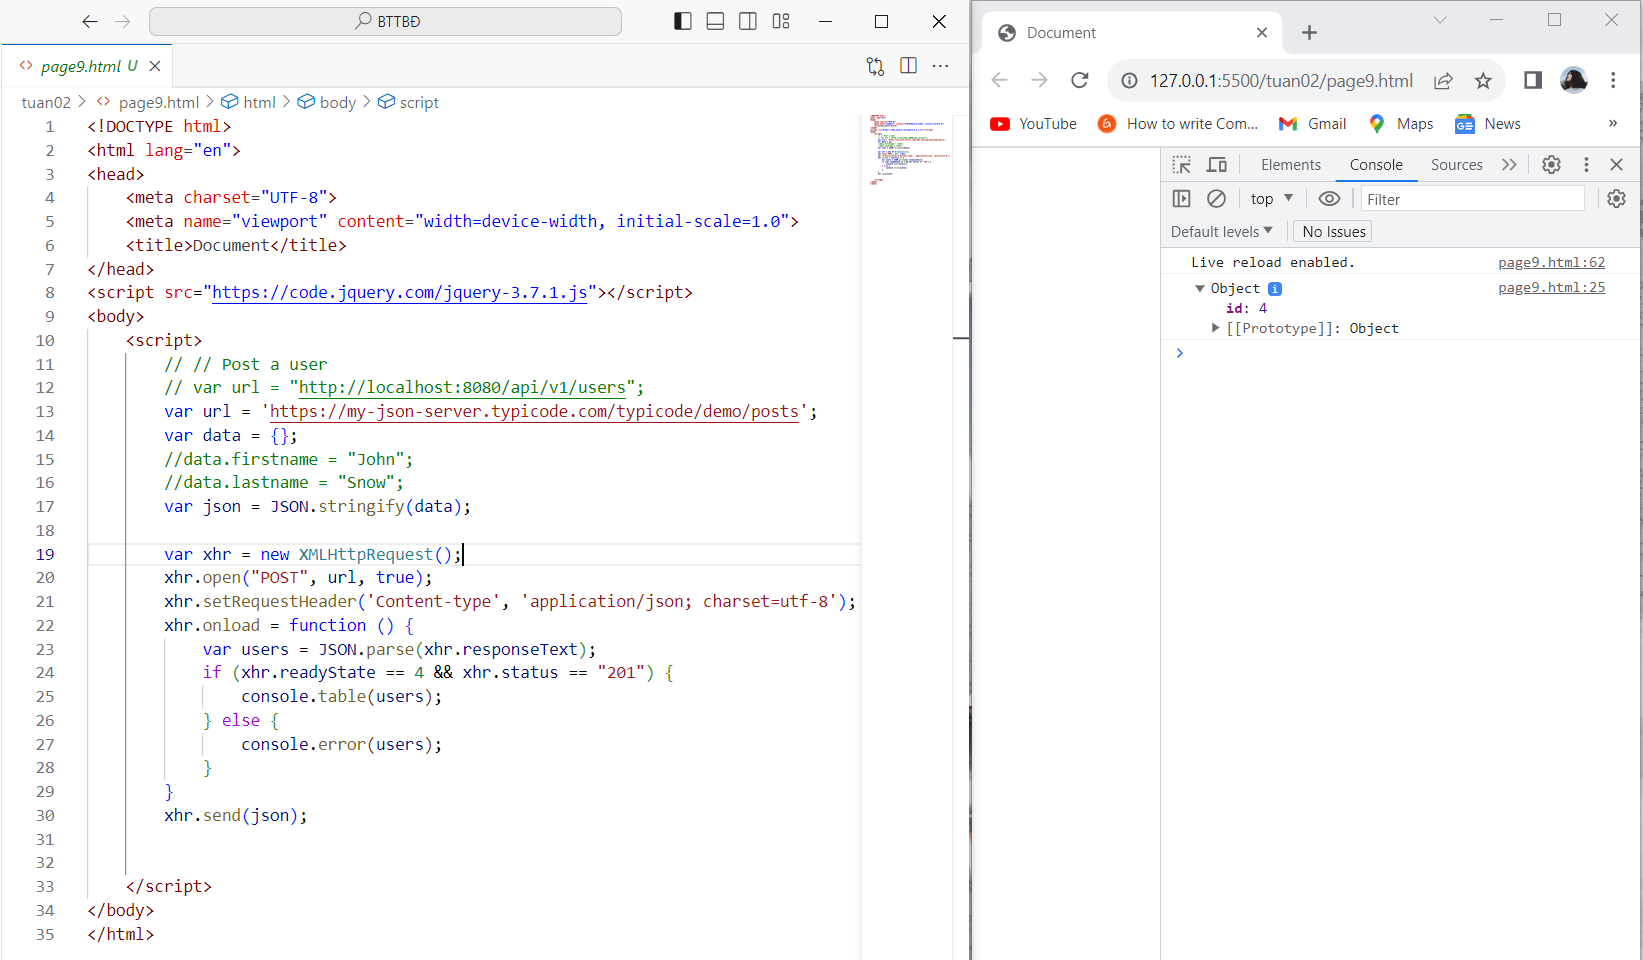 BTTBĐ
page9.html U
tuan02 > page9.html > html > body > script
1 <!DOCTYPE html>
2 <html lang="en">
3 <head>
4 <meta charset="UTF-8">
5 <meta name="viewport" content="width=device-width, initial-scale=1.0">
6 <title>Document</title>
7 </head>
8 <script src="https://code.jquery.com/jquery-3.7.1.js"></script>
9 <body>
10 <script>
11 // // Post a user
12 // var url = "http://localhost:8080/api/v1/users";
13 var url = 'https://my-json-server.typicode.com/typicode/demo/posts';
14 var data = {};
15 //data.firstname = "John";
16 //data.lastname = "Snow";
17 var json = JSON.stringify(data);
18
19 var xhr = new XMLHttpRequest();
20 xhr.open("POST", url, true);
21 xhr.setRequestHeader('Content-type', 'application/json; charset=utf-8');
22 xhr.onload = function () {
23 var users = JSON.parse(xhr.responseText);
24 if (xhr.readyState == 4 && xhr.status == "201") {
25 console.table(users);
26 } else {
27 console.error(users);
28 }
29 }
30 xhr.send(json);
31
32
33 </script>
34 </body>
35 </html>
Document
127.0.0.1:5500/tuan02/page9.html
YouTube How to write Com... Gmail Maps News »
Elements Console Sources
top Filter
Default levels No Issues
Live reload enabled. page9.html:62
Object page9.html:25
id: 4
[[Prototype]]: Object